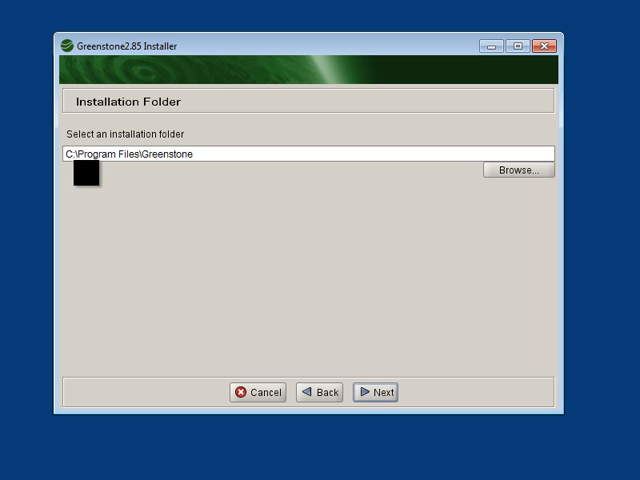 Greenstone2.85 Installer
Installation Folder
Select an installation folder
C:\Program Files\Greenstone
Browse...
Cancel
Back
Next